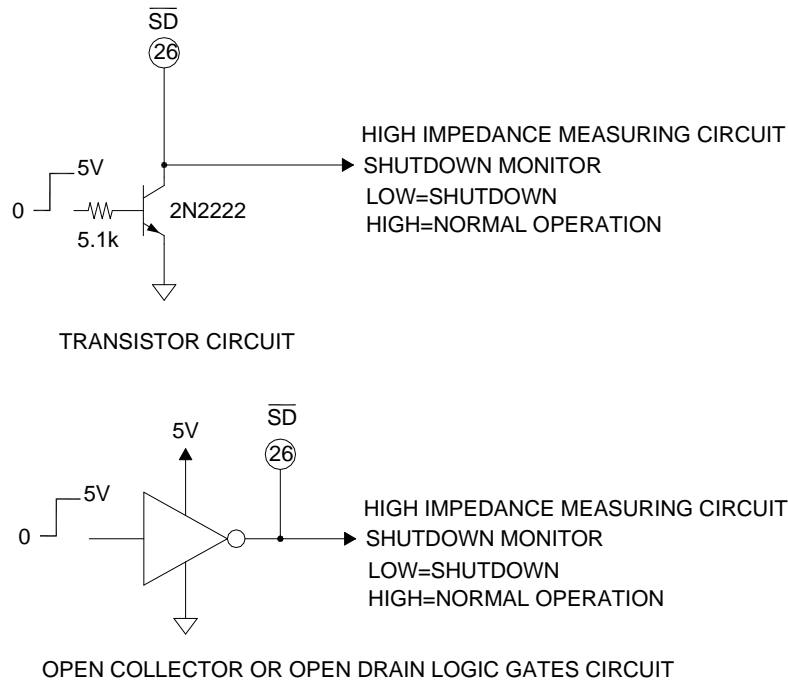 SD
26
HIGH IMPEDANCE MEASURING CIRCUIT
SHUTDOWN MONITOR
LOW=SHUTDOWN
HIGH=NORMAL OPERATION
5V
0
2N2222
5.1k
TRANSISTOR CIRCUIT
5V
SD
26
5V
0
HIGH IMPEDANCE MEASURING CIRCUIT
SHUTDOWN MONITOR
LOW=SHUTDOWN
HIGH=NORMAL OPERATION
OPEN COLLECTOR OR OPEN DRAIN LOGIC GATES CIRCUIT